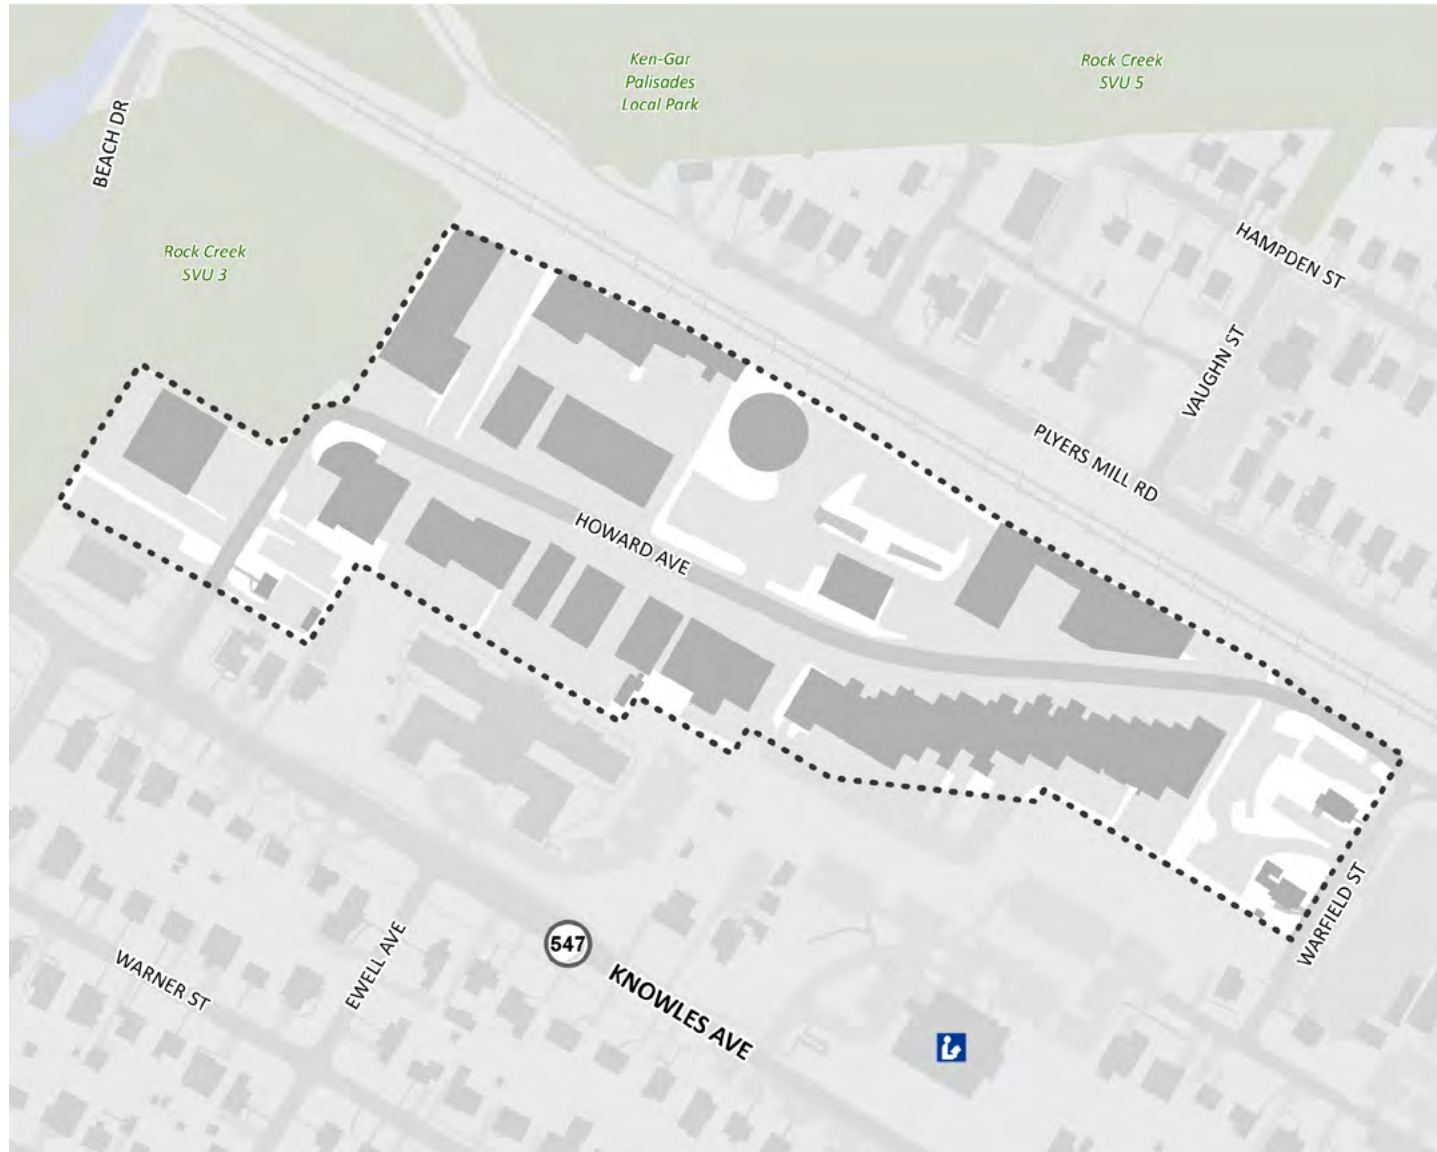 Ken-Gar
Palisades
Local Park
Rock Creek
SVU 5
BEACH DR
Rock Creek
SVU 3
HAMPDEN ST
VAUGHN ST
PLYERS MILL RD
HOWARD AVE
WARFIELD ST
547
KNOWLES AVE
EWELL AVE
WARNER ST